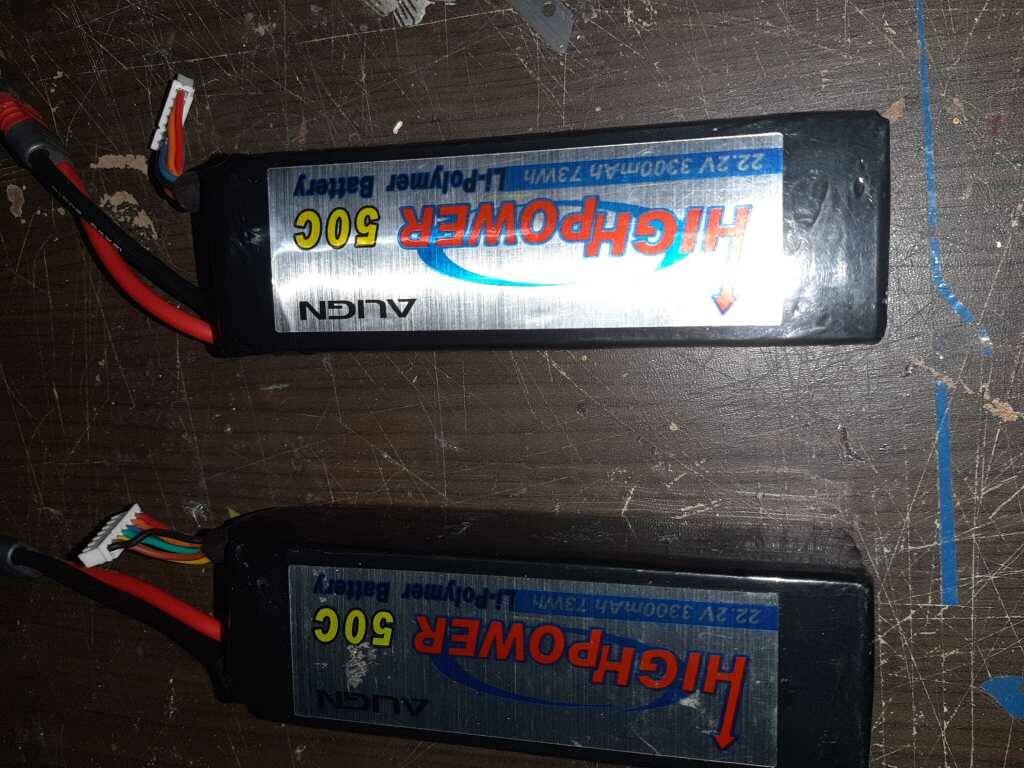 ALIGN
HIGHPOWER 50C
Li-Polymer Battery
22.2V 3300mAh 73Wh
ALIGN
HIGHPOWER 50C
Li-Polymer Battery
22.2V 3300mAh 73Wh